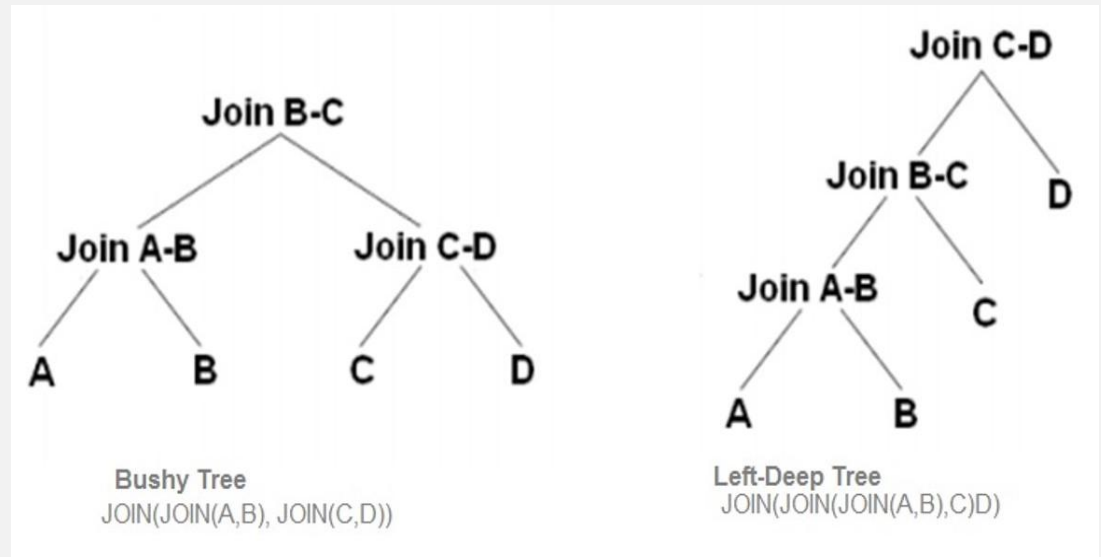 Join B-C
Join A-B
Join C-D
A
B
C
D
Bushy Tree
JOIN(JOIN(A,B), JOIN(C,D))
Join C-D
Join B-C
D
Join A-B
C
A
B
Left-Deep Tree
JOIN(JOIN(JOIN(A,B),C)D)